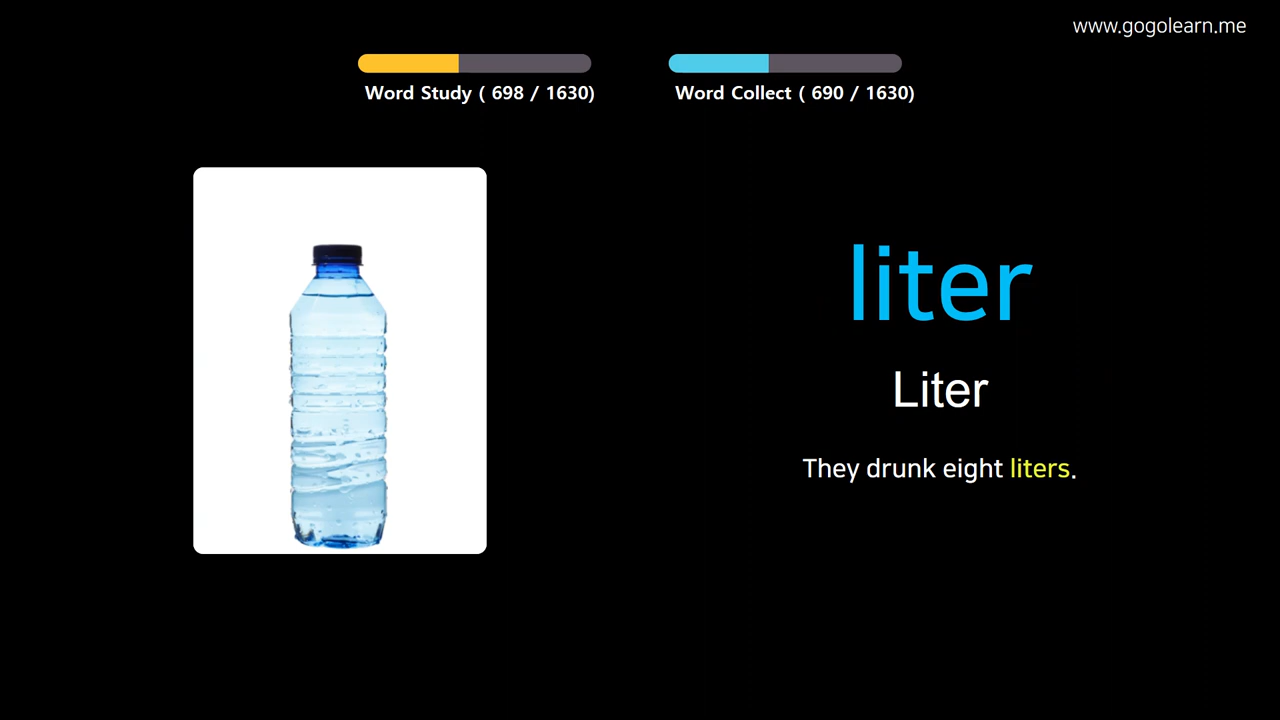 www.gogolearn.me
Word Study ( 698 / 1630)
Word Collect ( 690 / 1630)
liter
Liter
They drunk eight liters.